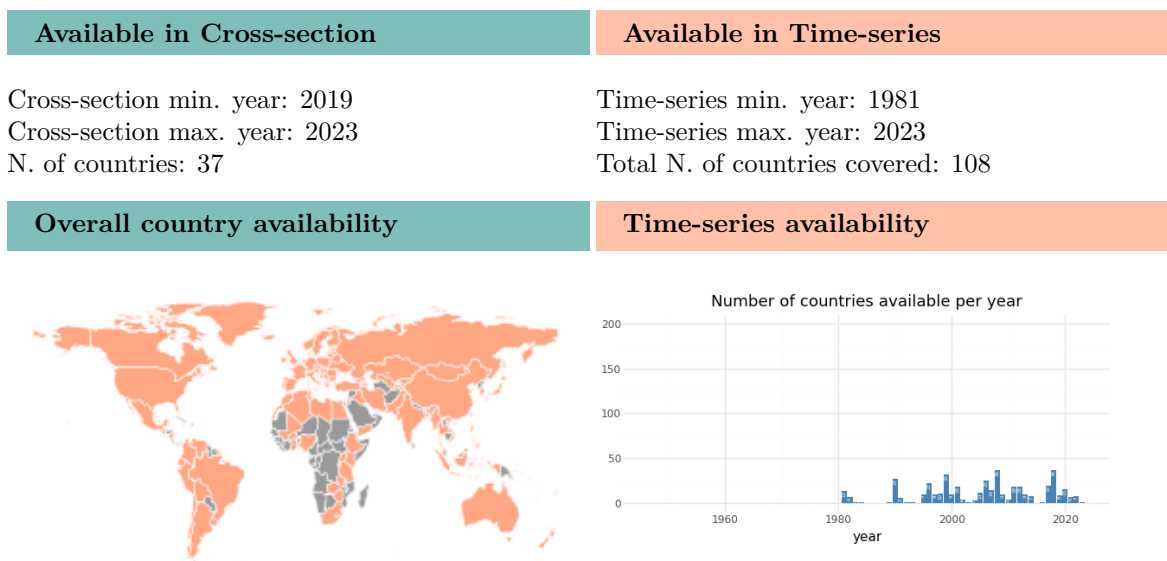 Available in Cross-section
Available in Time-series
Cross-section min. year: 2019
Cross-section max. year: 2023
N. of countries: 37
Time-series min. year: 1981
Time-series max. year: 2023
Total N. of countries covered: 108
Overall country availability
Time-series availability
Number of countries available per year
200
150
100
50
0
1960
1980
2000
2020
year